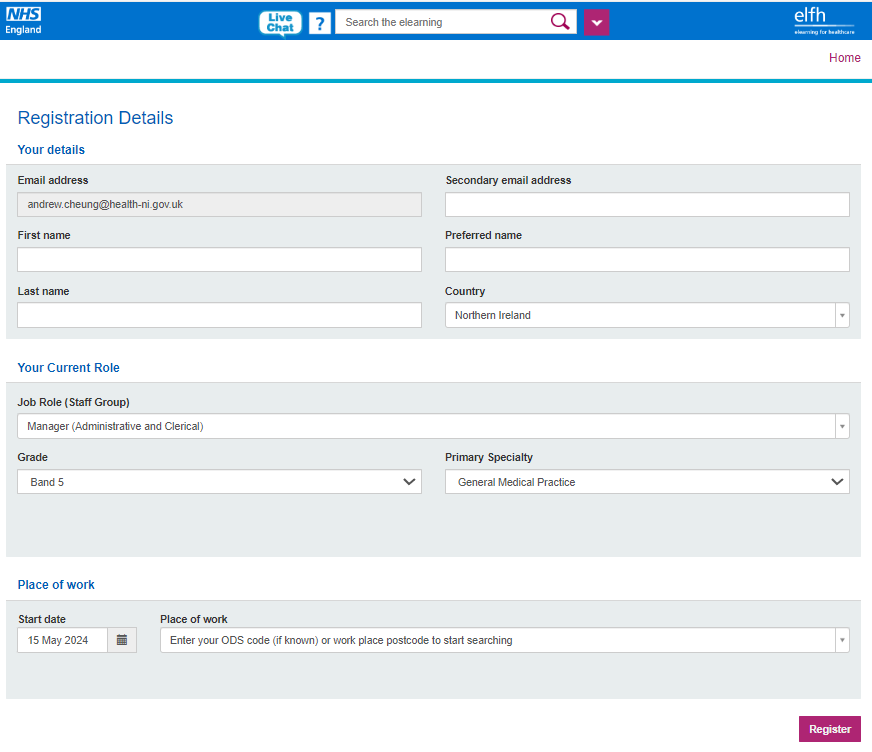 NHS
England
Live
Chat
?
Search the elearning
elfh
elearning for healthcare
Home
Registration Details
Your details
Email address
Secondary email address
andrew.cheung@health-ni.gov.uk
First name
Preferred name
Last name
Country
Northern Ireland
Your Current Role
Job Role (Staff Group)
Manager (Administrative and Clerical)
Grade
Primary Specialty
Band 5
General Medical Practice
Place of work
Start date
Place of work
15 May 2024
Enter your ODS code (if known) or work place postcode to start searching
Register